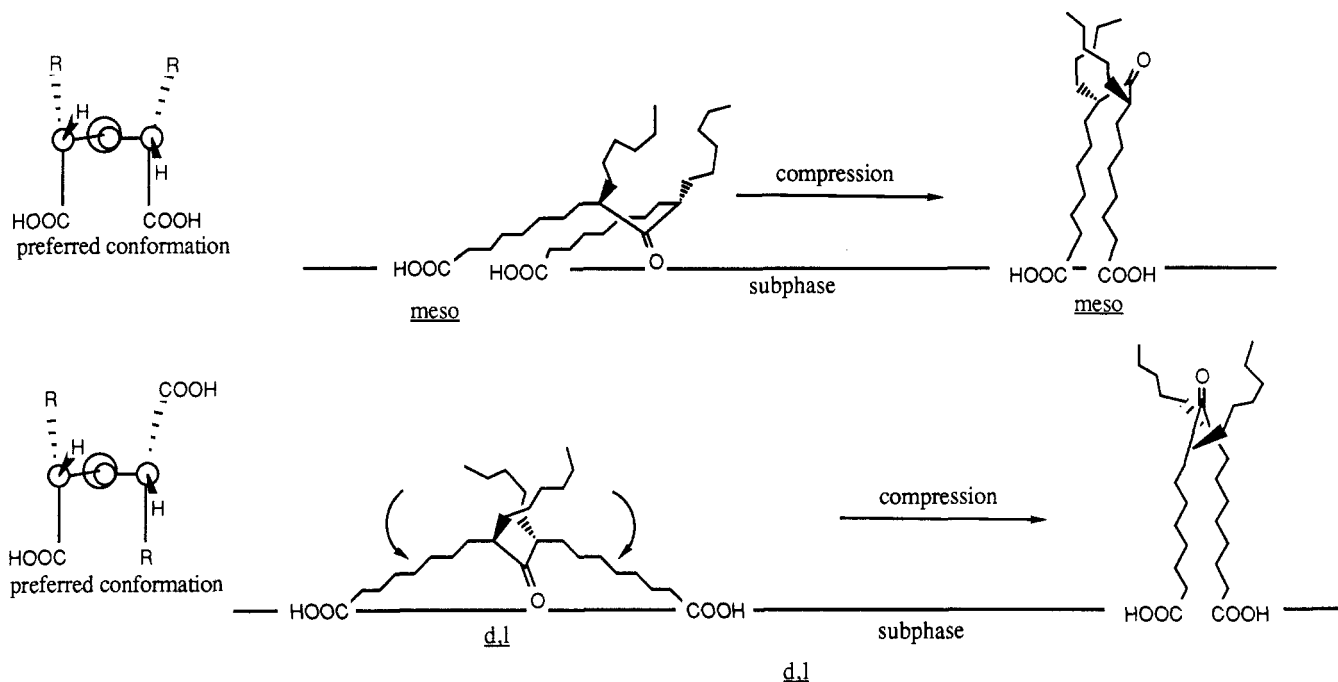 R R
H
H
HOOC COOH
preferred conformation
compression
O
HOOC
HOOC
O
subphase
meso
O
HOOC COOH
meso
R COOH
H
H
HOOC
R
preferred conformation
compression
O
HOOC COOH
d,l
subphase
O
HOOC COOH
d,l